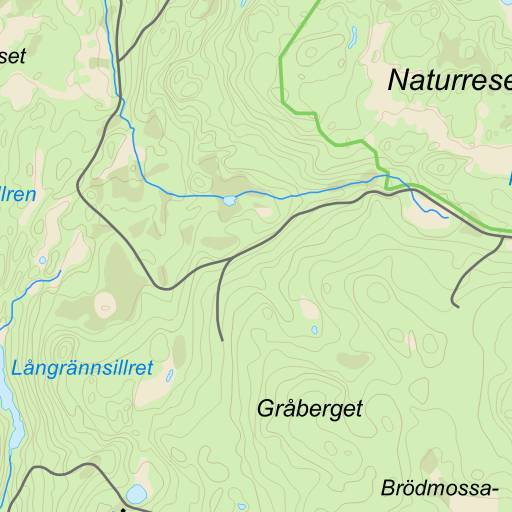 set
Naturrese
llren
Långrännsillret
Gråberget
Brödmossa-